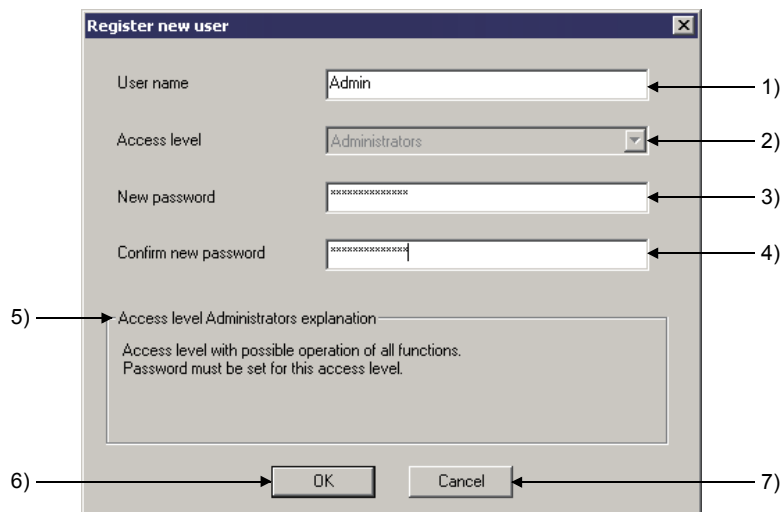 Register new user
User name
Admin
1)
Access level
Administrators
2)
New password
**************
3)
Confirm new password
**************
4)
5)
Access level Administrators explanation
Access level with possible operation of all functions.
Password must be set for this access level.
6)
OK
Cancel
7)